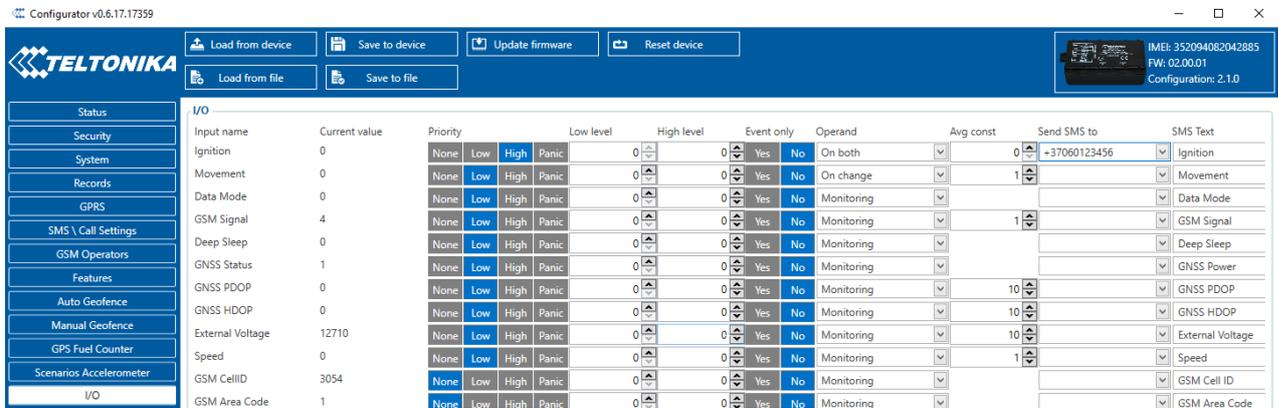 Configurator v0.6.17.17359
TELTONIKA
Load from device Save to device Update firmware Reset device
Load from file Save to file
IMEI: 352094082042885
FW: 02.00.01
Configuration: 2.1.0
Status
Security
System
Records
GPRS
SMS \ Call Settings
GSM Operators
Features
Auto Geofence
Manual Geofence
GPS Fuel Counter
Scenarios Accelerometer
I/O
I/O
Input name Current value Priority Low level High level Event only Operand Avg const Send SMS to SMS Text
Ignition 0 None Low High Panic 0 0 Yes No On both 0 +37060123456 Ignition
Movement 0 None Low High Panic 0 0 Yes No On change 1 Movement
Data Mode 0 None Low High Panic 0 0 Yes No Monitoring Data Mode
GSM Signal 4 None Low High Panic 0 0 Yes No Monitoring 1 GSM Signal
Deep Sleep 0 None Low High Panic 0 0 Yes No Monitoring Deep Sleep
GNSS Status 1 None Low High Panic 0 0 Yes No Monitoring GNSS Power
GNSS PDOP 0 None Low High Panic 0 0 Yes No Monitoring 10 GNSS PDOP
GNSS HDOP 0 None Low High Panic 0 0 Yes No Monitoring 10 GNSS HDOP
External Voltage 12710 None Low High Panic 0 0 Yes No Monitoring 10 External Voltage
Speed 0 None Low High Panic 0 0 Yes No Monitoring 1 Speed
GSM CellID 3054 None Low High Panic 0 0 Yes No Monitoring GSM Cell ID
GSM Area Code 1 None Low High Panic 0 0 Yes No Monitoring GSM Area Code